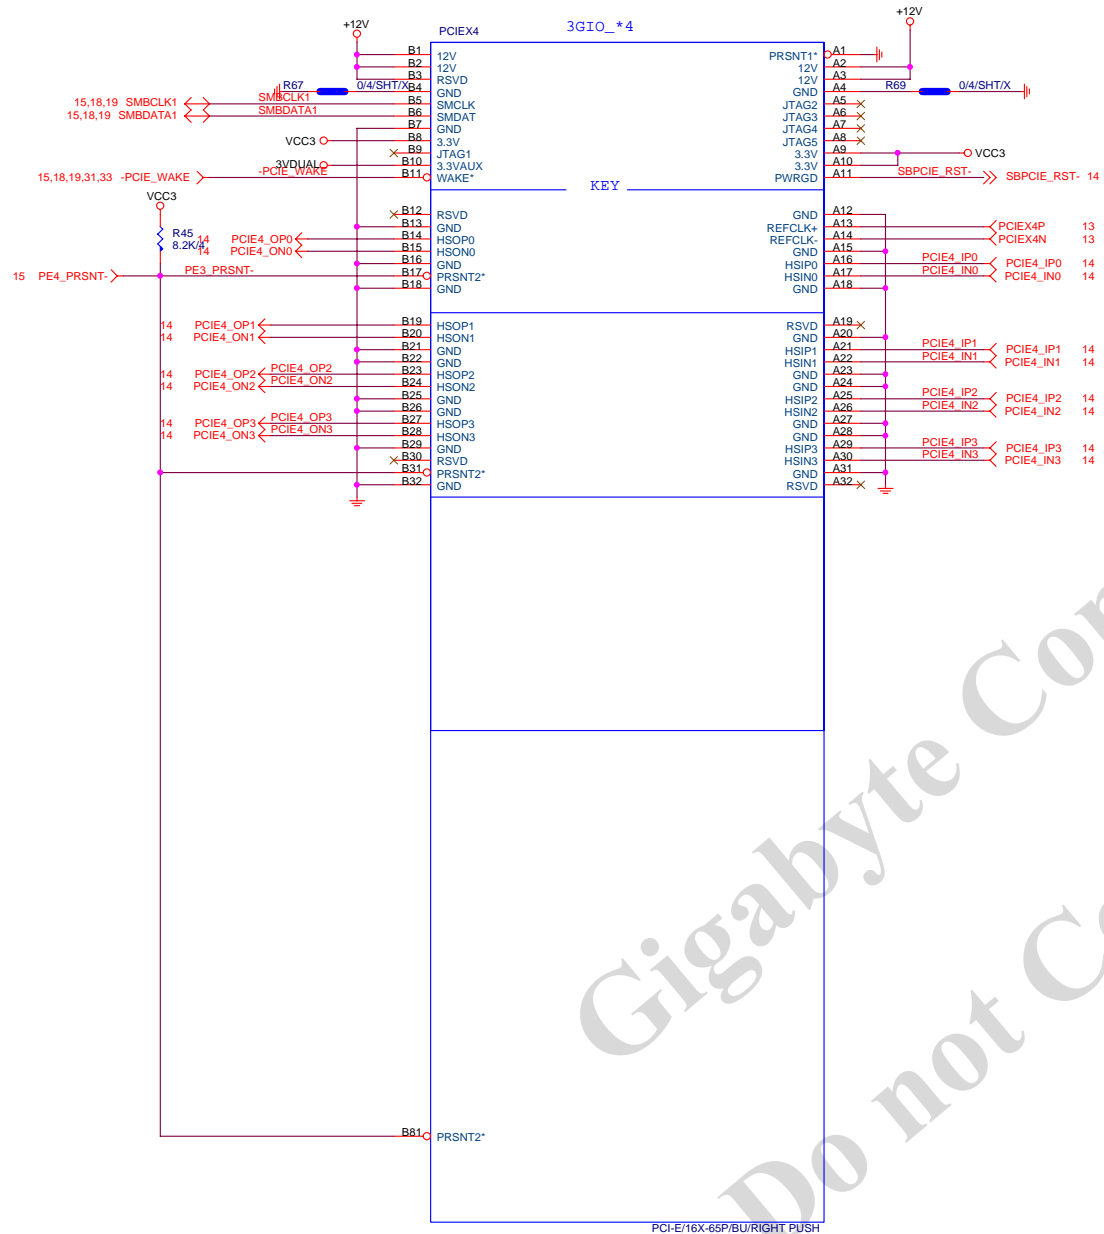 +12V
+12V
3GIO_*4
PCIEX4
B1 12V PRSNT1* A1
B2 12V 12V A2
B3 RSVD 12V A3
R67 0/4/SHT/X B4 GND GND A4 R69 0/4/SHT/X
15,18,19 SMBCLK1 SMBCLK1 B5 SMCLK JTAG2 A5
15,18,19 SMBDATA1 SMBDATA1 B6 SMDAT JTAG3 A6
B7 GND JTAG4 A7
VCC3 B8 3.3V JTAG5 A8
B9 JTAG1 3.3V A9 VCC3
3VDUAL B10 3.3VAUX 3.3V A10
15,18,19,31,33 -PCIE_WAKE -PCIE_WAKE B11 WAKE* PWRGD A11 SBPCIE_RST- SBPCIE_RST- 14
KEY
VCC3
B12 RSVD GND A12
B13 GND REFCLK+ A13 PCIEX4P 13
R45
8.2K/4
14 PCIE4_OP0 B14 HSOP0 REFCLK- A14 PCIEX4N 13
14 PCIE4_ON0 B15 HSON0 GND A15
B16 GND HSIP0 A16 PCIE4_IP0 PCIE4_IP0 14
15 PE4_PRSNT- PE3_PRSNT- B17 PRSNT2* HSIN0 A17 PCIE4_IN0 PCIE4_IN0 14
B18 GND GND A18
14 PCIE4_OP1 B19 HSOP1 RSVD A19
14 PCIE4_ON1 B20 HSON1 GND A20
B21 GND HSIP1 A21 PCIE4_IP1 PCIE4_IP1 14
B22 GND HSIN1 A22 PCIE4_IN1 PCIE4_IN1 14
14 PCIE4_OP2 PCIE4_OP2 B23 HSOP2 GND A23
14 PCIE4_ON2 PCIE4_ON2 B24 HSON2 GND A24
B25 GND HSIP2 A25 PCIE4_IP2 PCIE4_IP2 14
B26 GND HSIN2 A26 PCIE4_IN2 PCIE4_IN2 14
14 PCIE4_OP3 PCIE4_OP3 B27 HSOP3 GND A27
14 PCIE4_ON3 PCIE4_ON3 B28 HSON3 GND A28
B29 GND HSIP3 A29 PCIE4_IP3 PCIE4_IP3 14
B30 RSVD HSIN3 A30 PCIE4_IN3 PCIE4_IN3 14
B31 PRSNT2* GND A31
B32 GND RSVD A32
Gigabyte
Do not
B81 PRSNT2*
PCI-E/16X-65P/BU/RIGHT PUSH